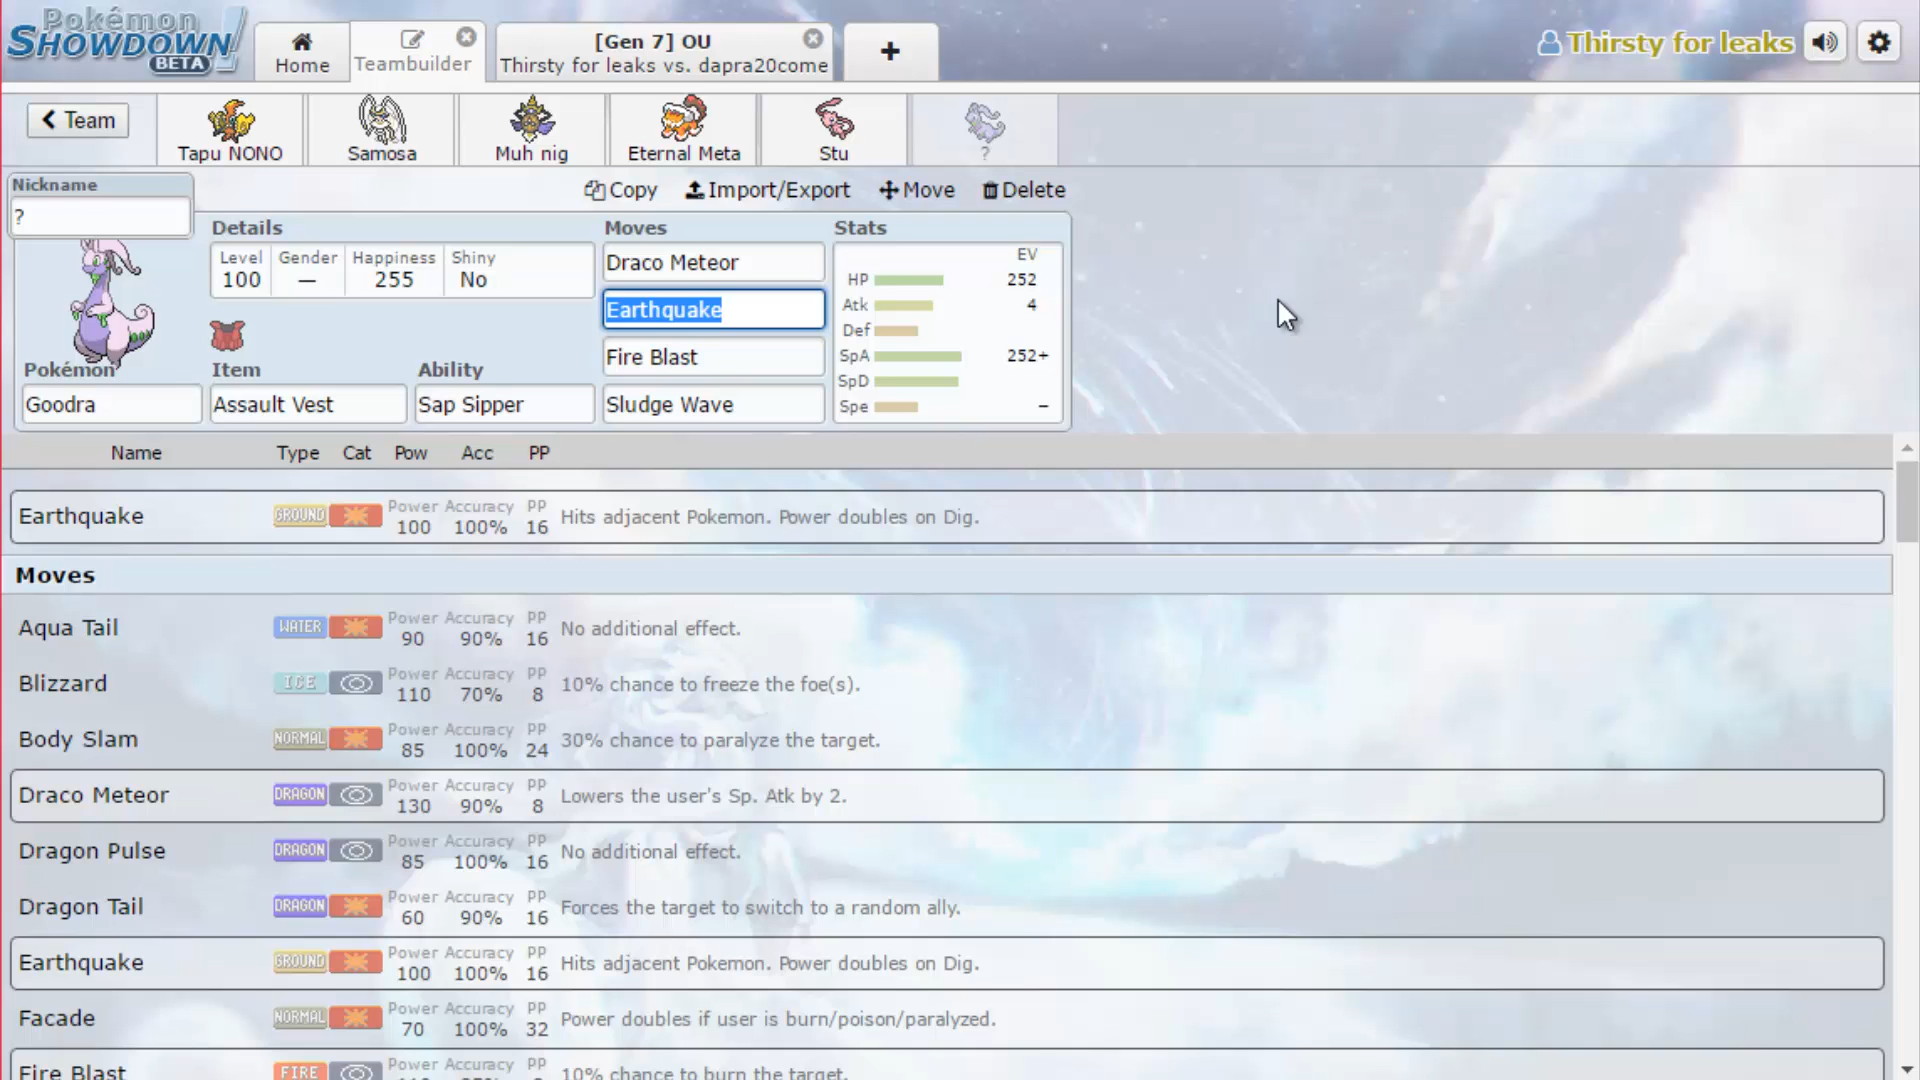 Pokémon
SHOWDOWN!
BETA
Home
Teambuilder
[Gen 7] OU
Thirsty for leaks vs. dapra20come
Thirsty for leaks
Team
Tapu NONO
Samosa
Muh nig
Eternal Meta
Stu
?
Nickname
?
Copy
Import/Export
Move
Delete
Details
Level
100
Gender
—
Happiness
255
Shiny
No
Pokémon
Goodra
Item
Assault Vest
Ability
Sap Sipper
Moves
Draco Meteor
Earthquake
Fire Blast
Sludge Wave
Stats
EV
HP 252
Atk 4
Def
SpA 252+
SpD
Spe −
Name Type Cat Pow Acc PP
Earthquake GROUND Power 100 Accuracy 100% PP 16 Hits adjacent Pokemon. Power doubles on Dig.
Moves
Aqua Tail WATER Power 90 Accuracy 90% PP 16 No additional effect.
Blizzard ICE Power 110 Accuracy 70% PP 8 10% chance to freeze the foe(s).
Body Slam NORMAL Power 85 Accuracy 100% PP 24 30% chance to paralyze the target.
Draco Meteor DRAGON Power 130 Accuracy 90% PP 8 Lowers the user's Sp. Atk by 2.
Dragon Pulse DRAGON Power 85 Accuracy 100% PP 16 No additional effect.
Dragon Tail DRAGON Power 60 Accuracy 90% PP 16 Forces the target to switch to a random ally.
Earthquake GROUND Power 100 Accuracy 100% PP 16 Hits adjacent Pokemon. Power doubles on Dig.
Facade NORMAL Power 70 Accuracy 100% PP 32 Power doubles if user is burn/poison/paralyzed.
Fire Blast FIRE Power Accuracy PP 10% chance to burn the target.